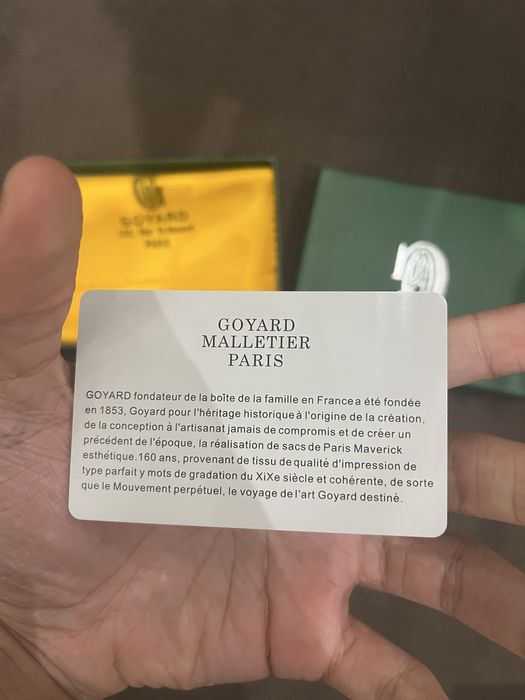 GOYARD
PARIS
GOYARD
MALLETIER
PARIS
GOYARD fondateur de la boîte de la famille en Francea été fondée
en 1853, Goyard pour l'héritage historique à l'origine de la création,
de la conception à l'artisanat jamais de compromis et de créer un
précédent de l'époque, la réalisation de sacs de Paris Maverick
esthétique.160 ans, provenant de tissu de qualité d'impression de
type parfait y mots de gradation du XiXe siècle et cohérente, de sorte
que le Mouvement perpétuel, le voyage de l'art Goyard destiné.